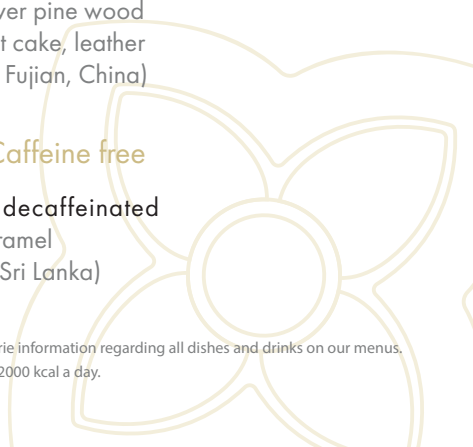 ver pine wood
t cake, leather
Fujian, China)
Caffeine free
decaffeinated
ramel
Sri Lanka)
rie information regarding all dishes and drinks on our menus.
2000 kcal a day.